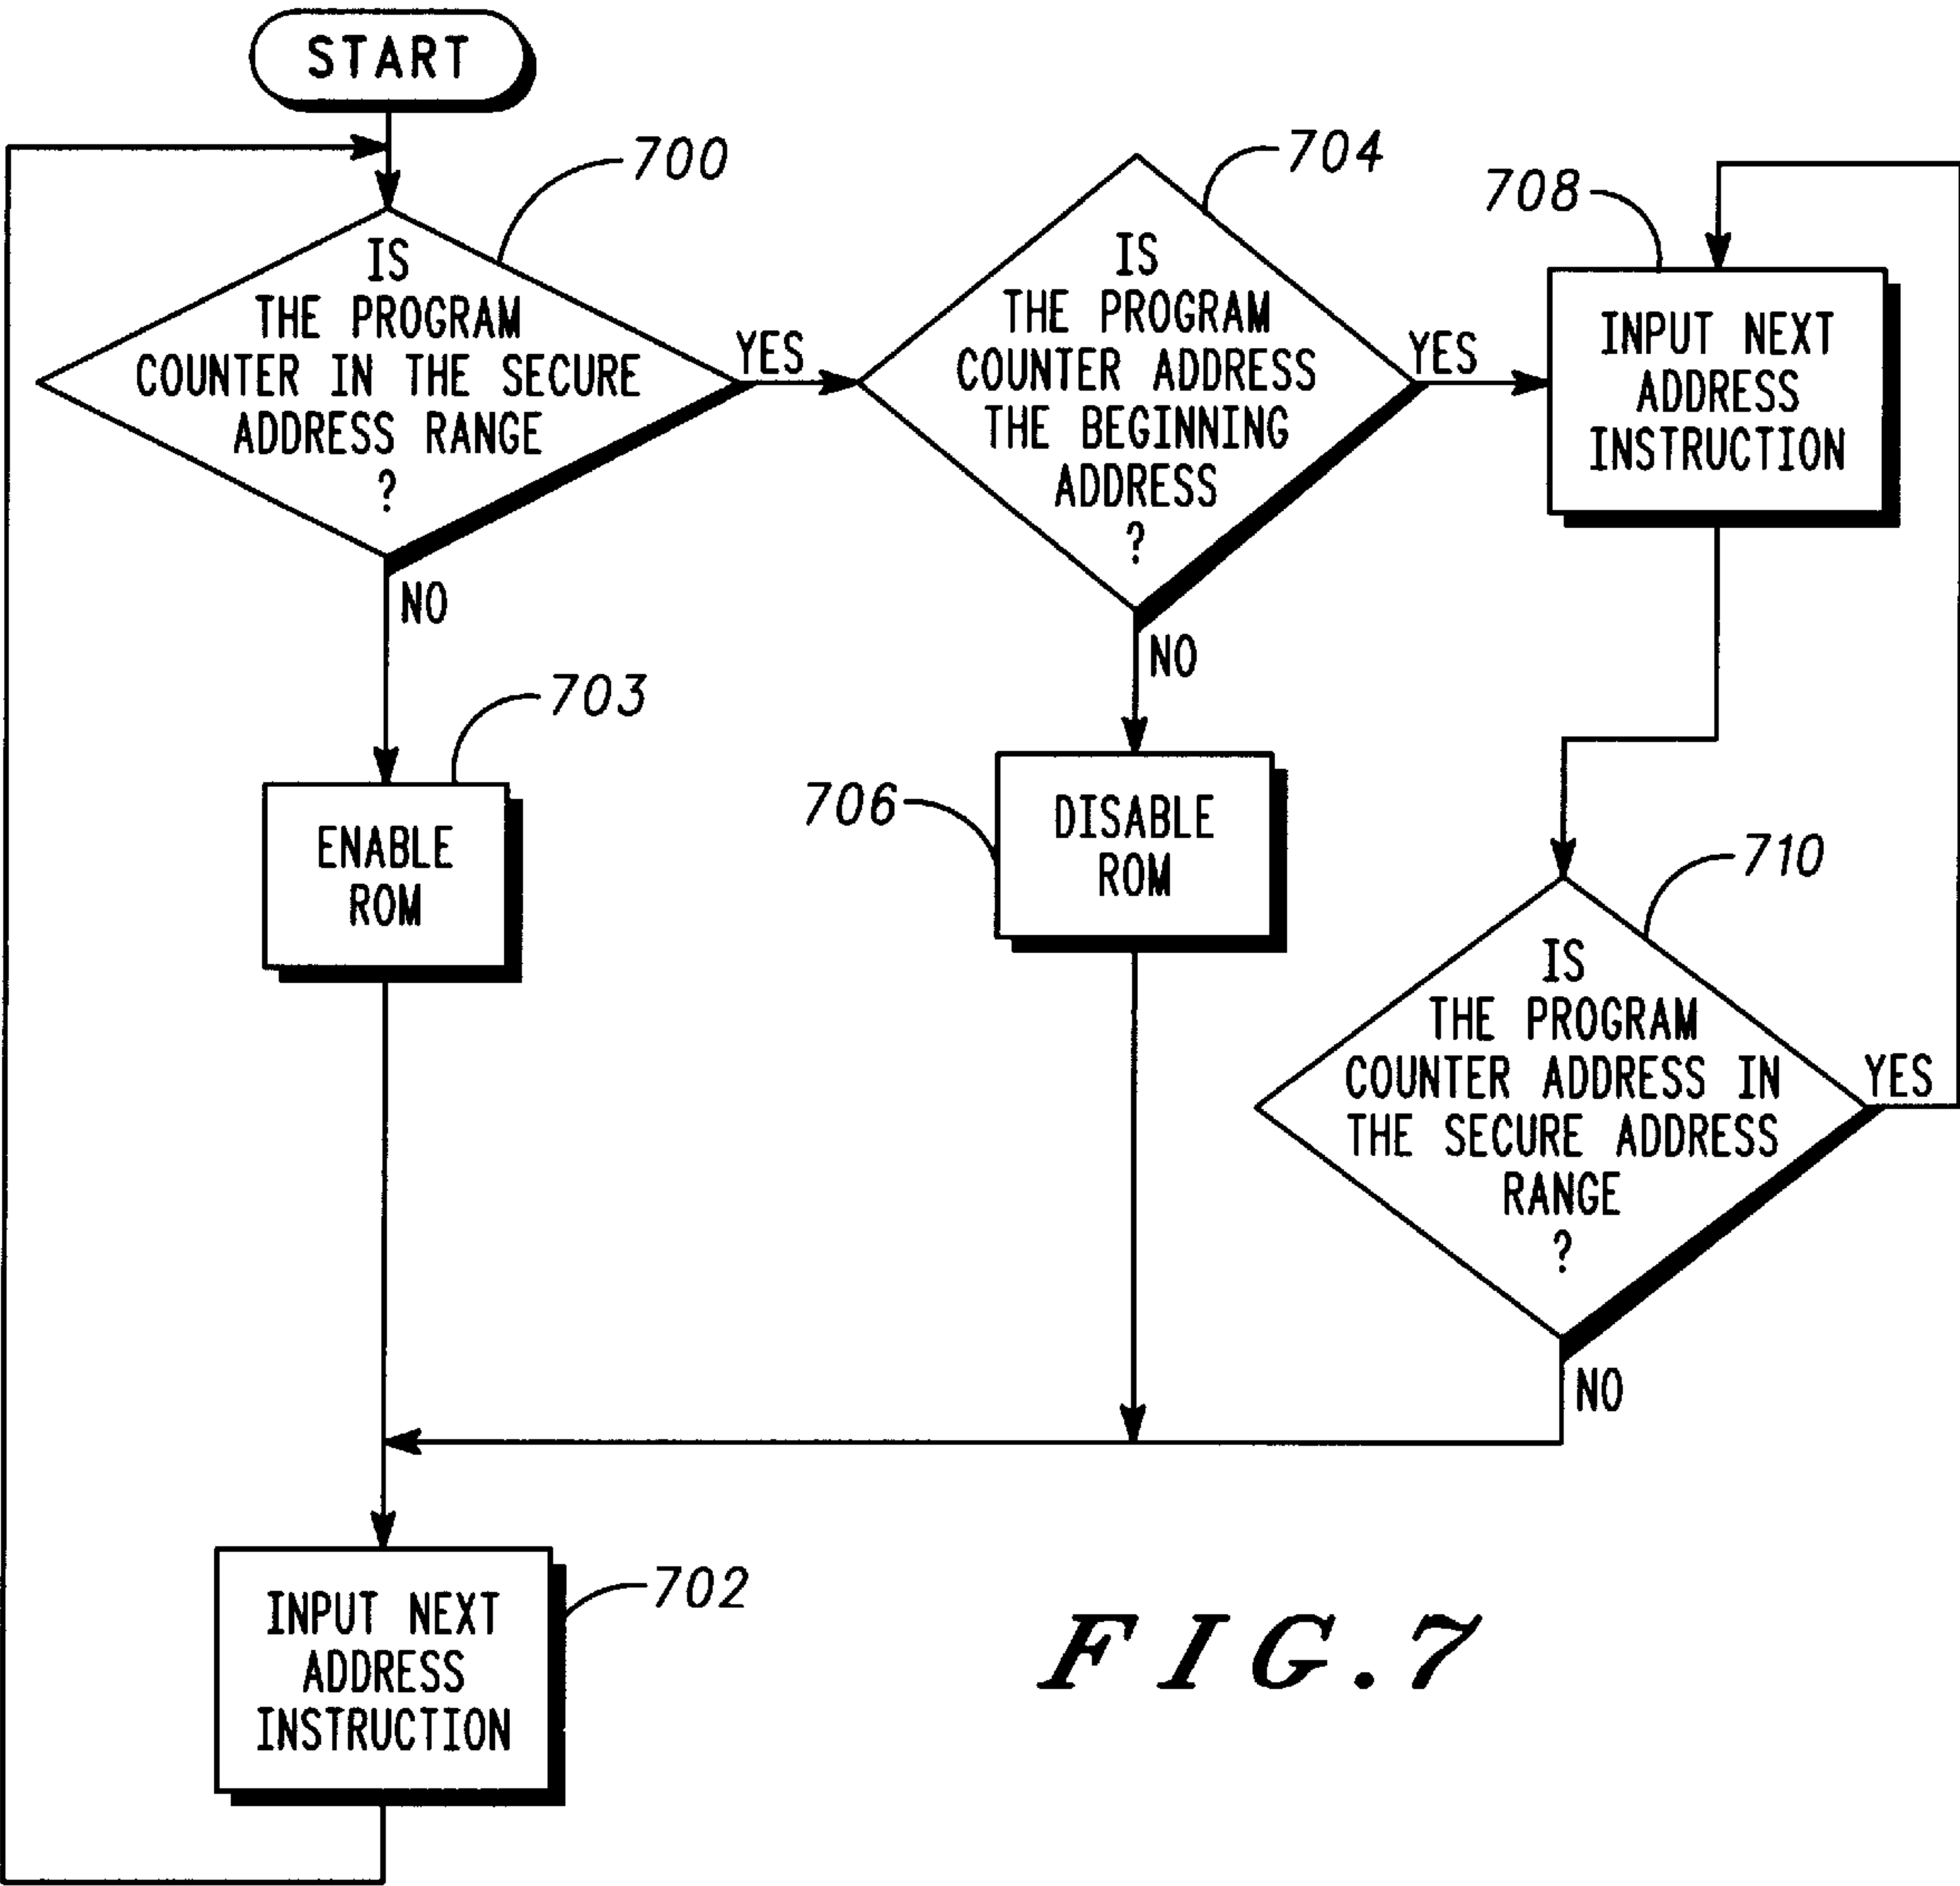 START
700
IS
THE PROGRAM
COUNTER IN THE SECURE
ADDRESS RANGE
?
YES
NO
704
IS
THE PROGRAM
COUNTER ADDRESS
THE BEGINNING
ADDRESS
?
YES
NO
708
INPUT NEXT
ADDRESS
INSTRUCTION
703
ENABLE
ROM
706
DISABLE
ROM
710
IS
THE PROGRAM
COUNTER ADDRESS IN
THE SECURE ADDRESS
RANGE
?
YES
NO
702
INPUT NEXT
ADDRESS
INSTRUCTION
FIG.7